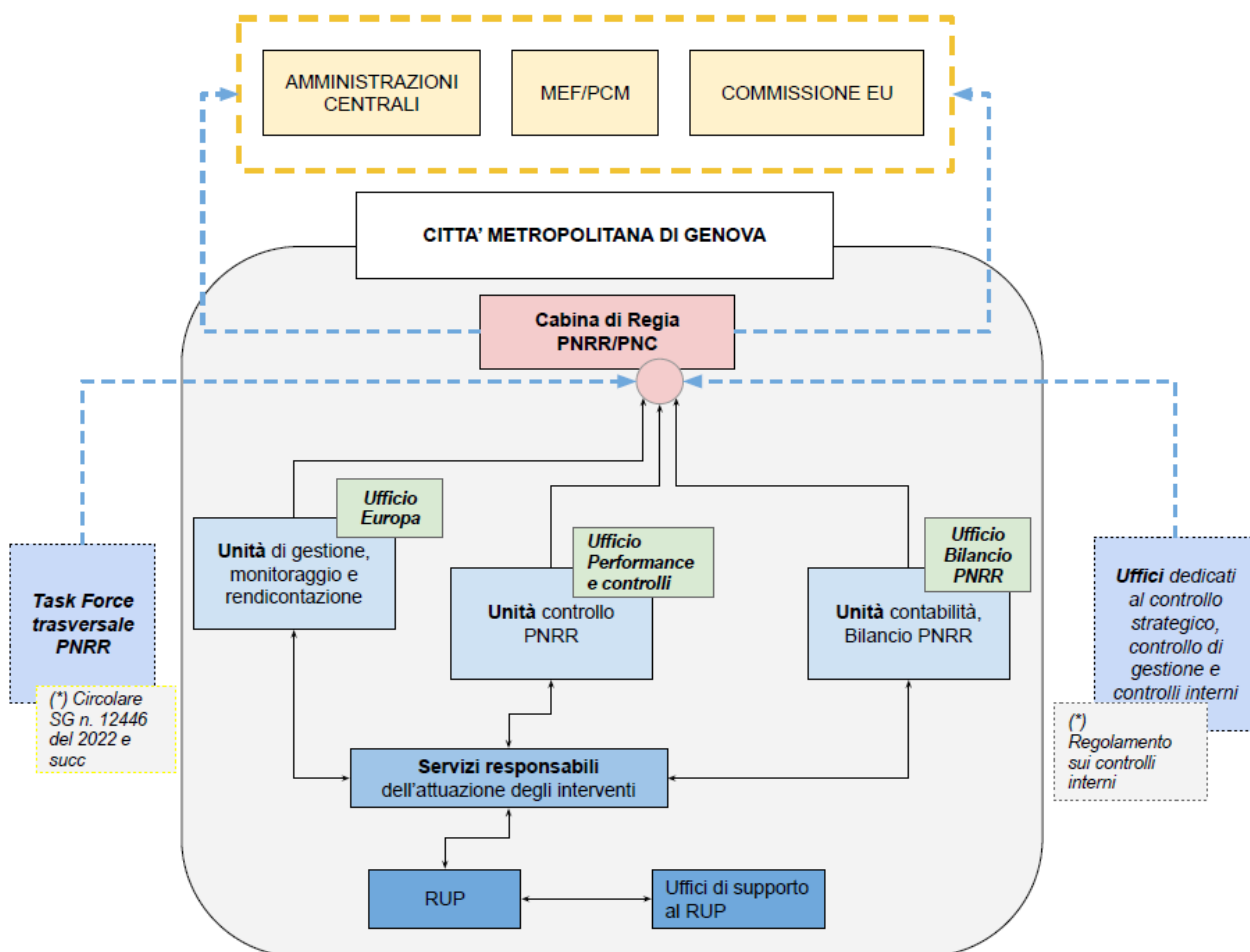 AMMINISTRAZIONI
CENTRALI
MEF/PCM
COMMISSIONE EU
CITTA’ METROPOLITANA DI GENOVA
Cabina di Regia
PNRR/PNC
Ufficio
Europa
Unità di gestione,
monitoraggio e
rendicontazione
Ufficio
Performance
e controlli
Unità controllo
PNRR
Ufficio
Bilancio
PNRR
Unità contabilità,
Bilancio PNRR
Task Force
trasversale
PNRR
(*) Circolare
SG n. 12446
del 2022 e
succ
Uffici dedicati
al controllo
strategico,
controllo di
gestione e
controlli interni
(*)
Regolamento
sui controlli
interni
Servizi responsabili
dell’attuazione degli interventi
RUP
Uffici di supporto
al RUP